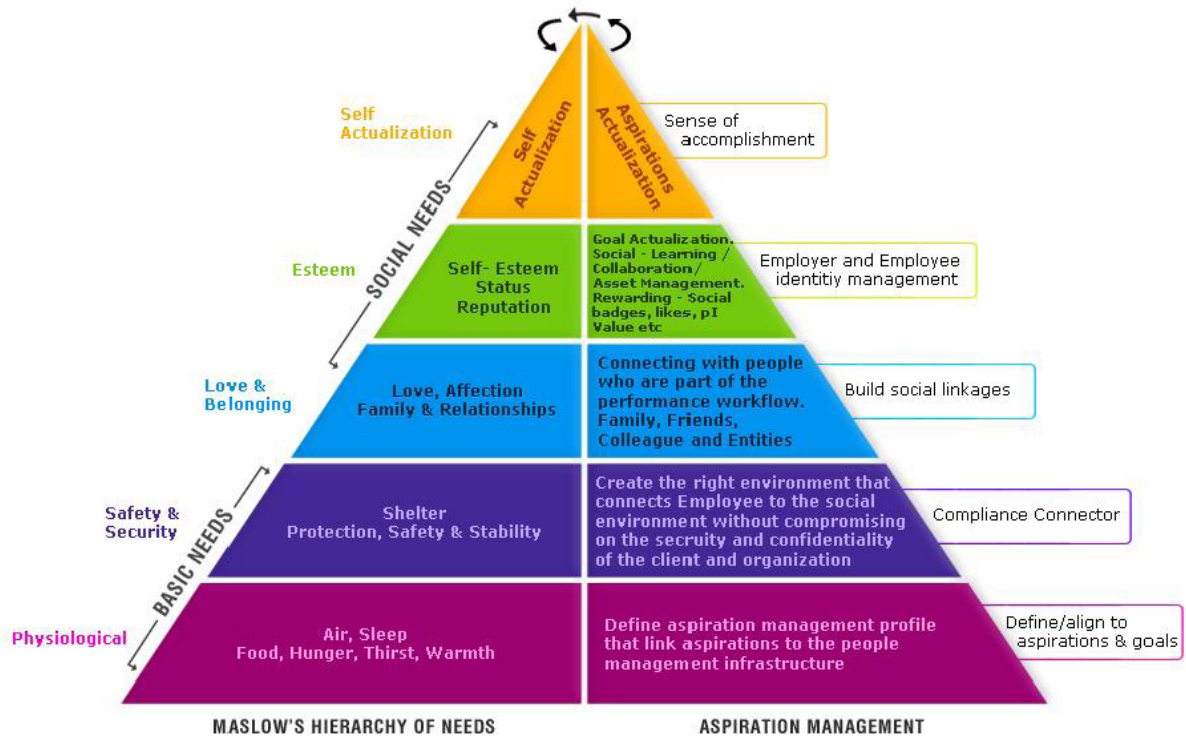 Self
Actualization
Self
Actualization
Aspirations
Actualization
Sense of
accomplishment
SOCIAL NEEDS
Esteem
Self- Esteem
Status
Reputation
Goal Actualization.
Social - Learning /
Collaboration/
Asset Management.
Rewarding - Social
badges, likes, pI
Value etc
Employer and Employee
identitiy management
Love &
Belonging
Love, Affection
Family & Relationships
Connecting with people
who are part of the
performance workflow.
Family, Friends,
Colleague and Entities
Build social linkages
BASIC NEEDS
Safety &
Security
Shelter
Protection, Safety & Stability
Create the right environment that
connects Employee to the social
environment without compromising
on the secruity and confidentiality
of the client and organization
Compliance Connector
Physiological
Air, Sleep
Food, Hunger, Thirst, Warmth
Define aspiration management profile
that link aspirations to the people
management infrastructure
Define/align to
aspirations & goals
MASLOW'S HIERARCHY OF NEEDS
ASPIRATION MANAGEMENT